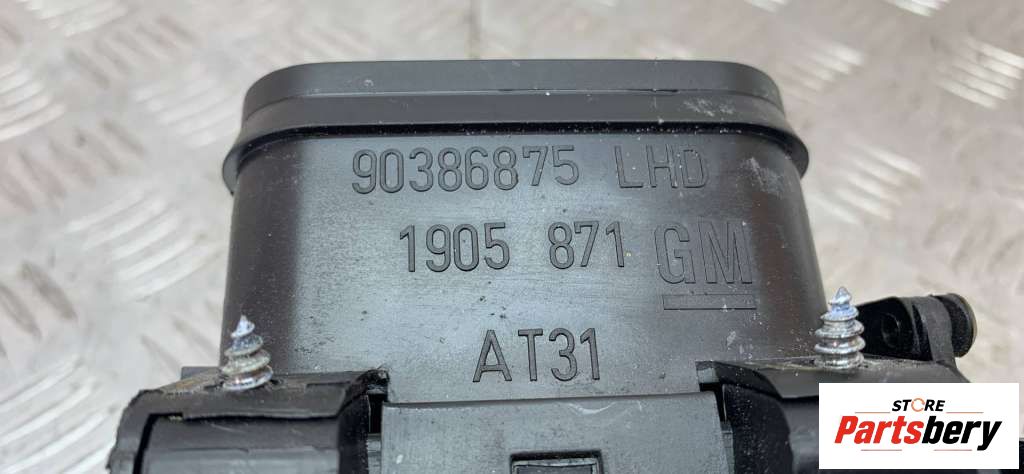 90386875 LHD
1905 871 GM
AT31
STORE
Partsbery